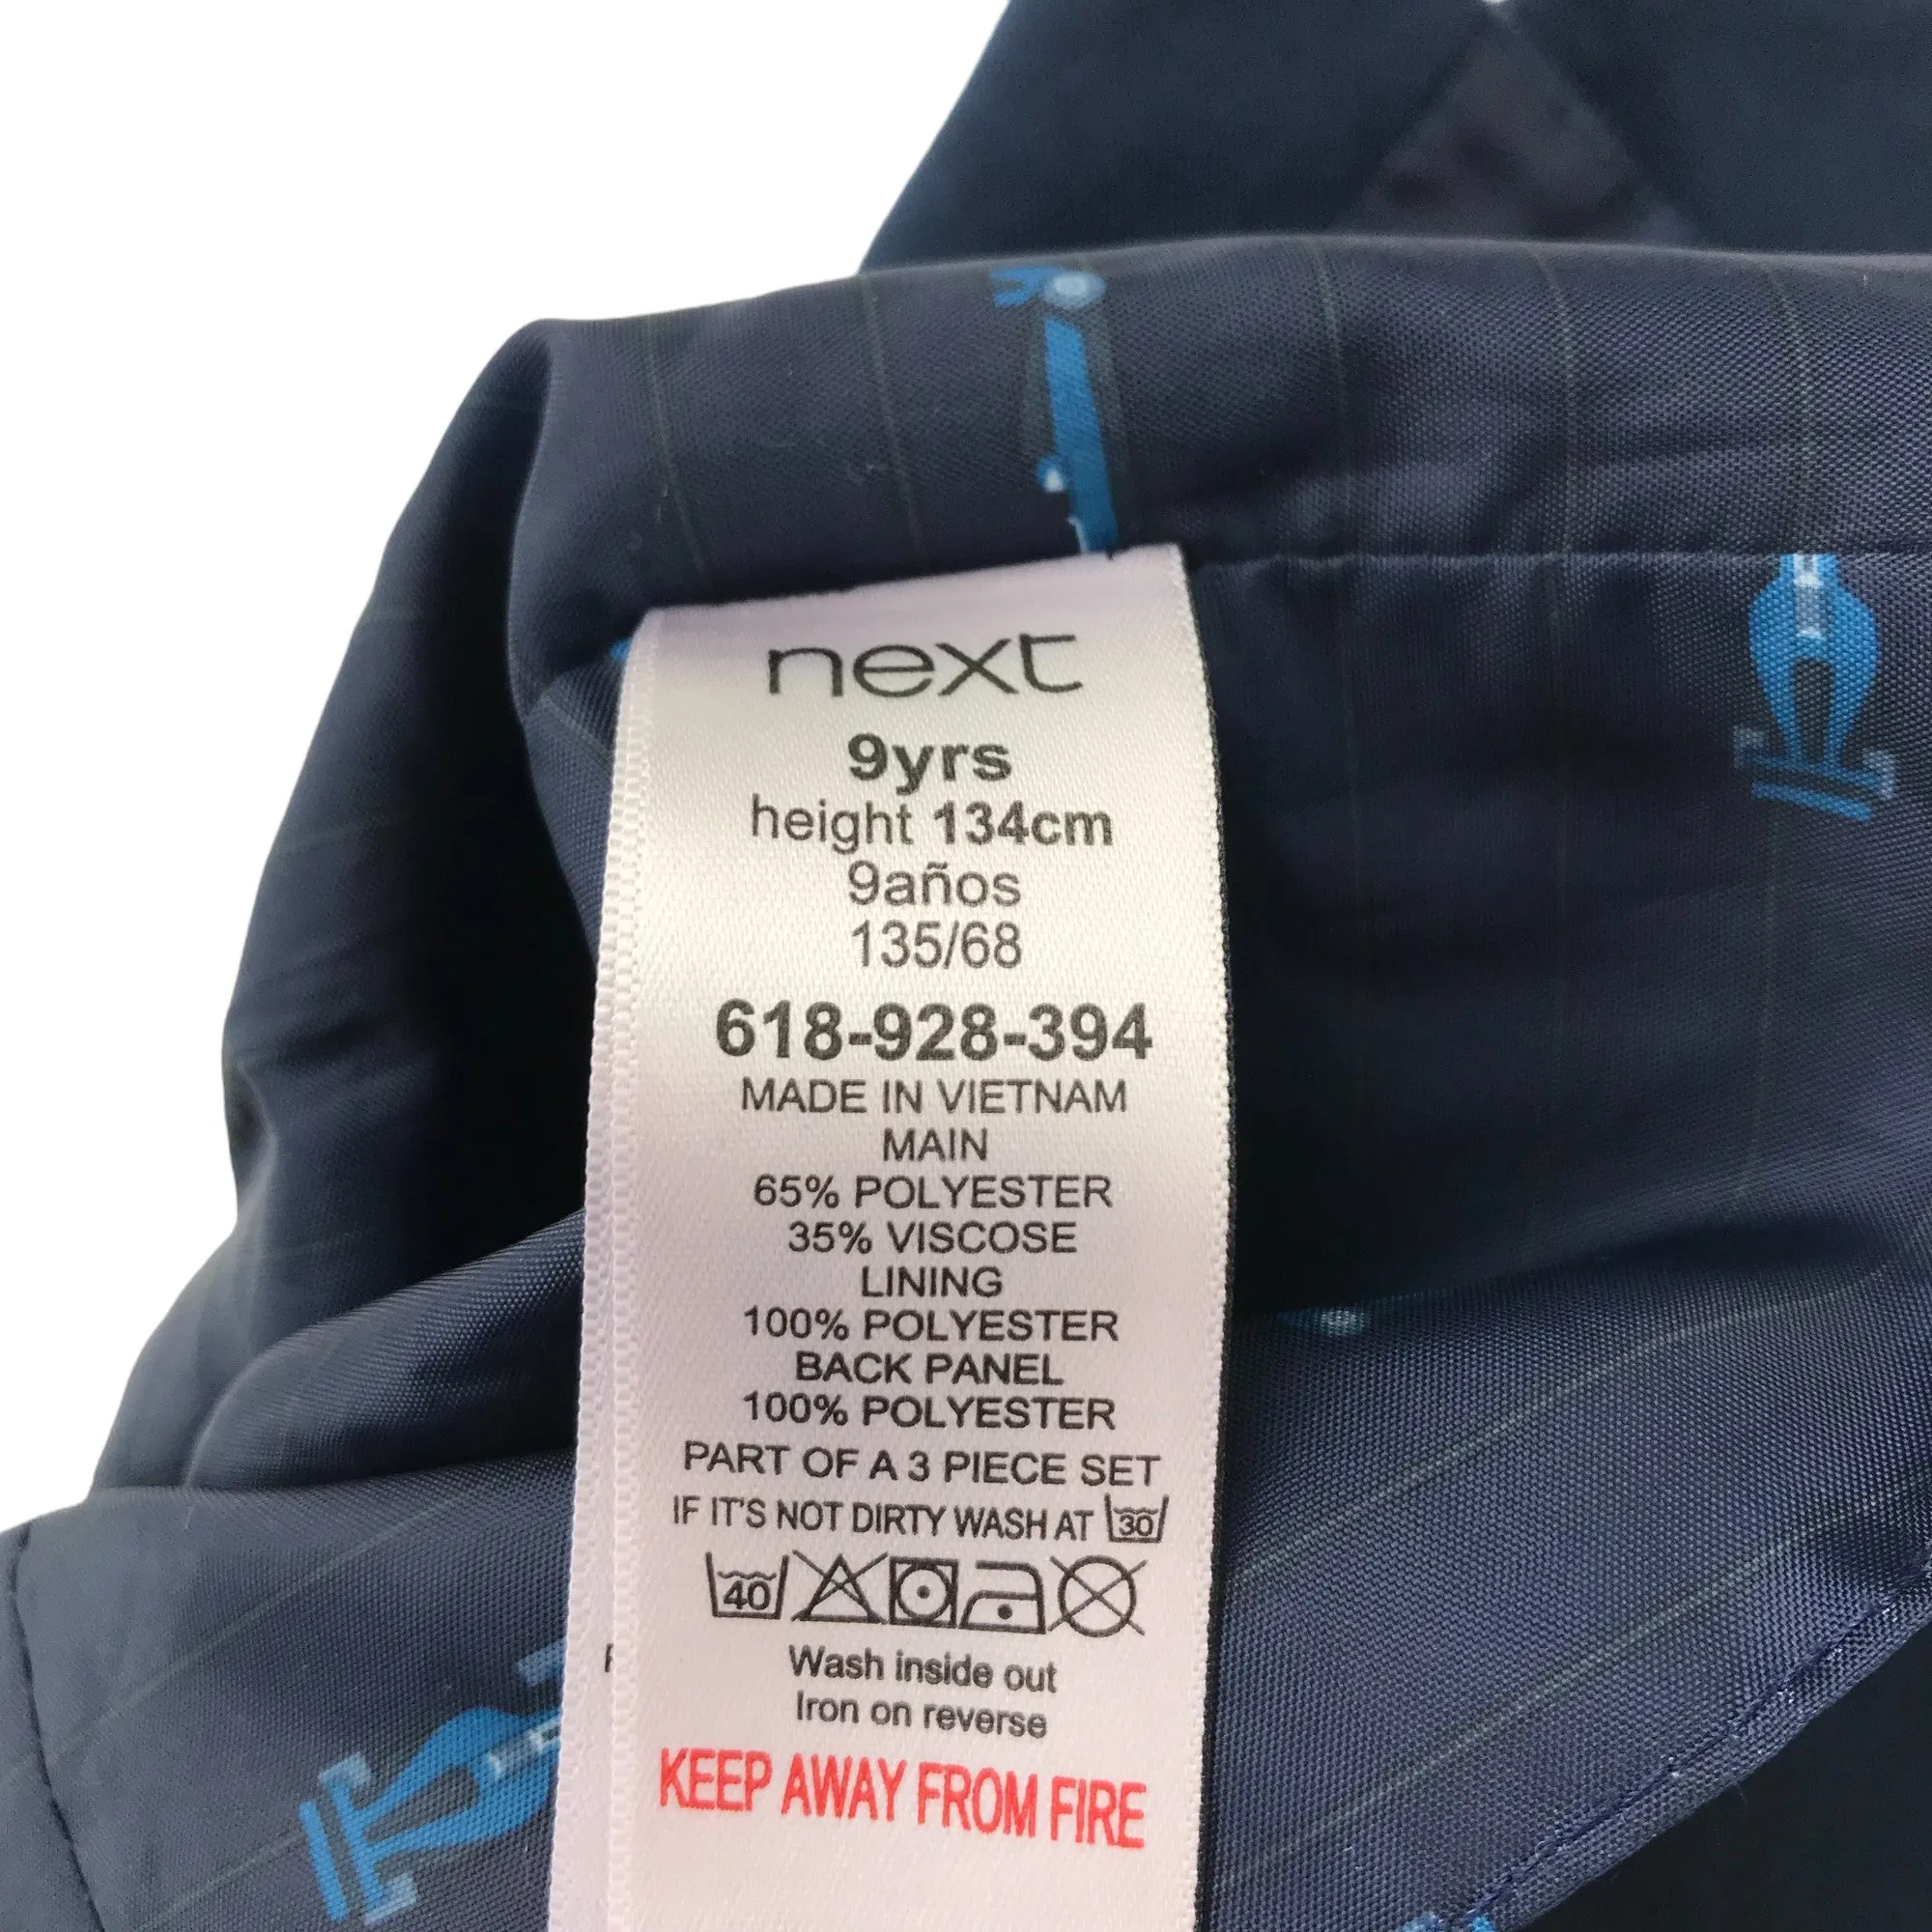 next
9yrs
height 134cm
9años
135/68
618-928-394
MADE IN VIETNAM
MAIN
65% POLYESTER
35% VISCOSE
LINING
100% POLYESTER
BACK PANEL
100% POLYESTER
PART OF A 3 PIECE SET
IF IT'S NOT DIRTY WASH AT 30
40
Wash inside out
Iron on reverse
KEEP AWAY FROM FIRE